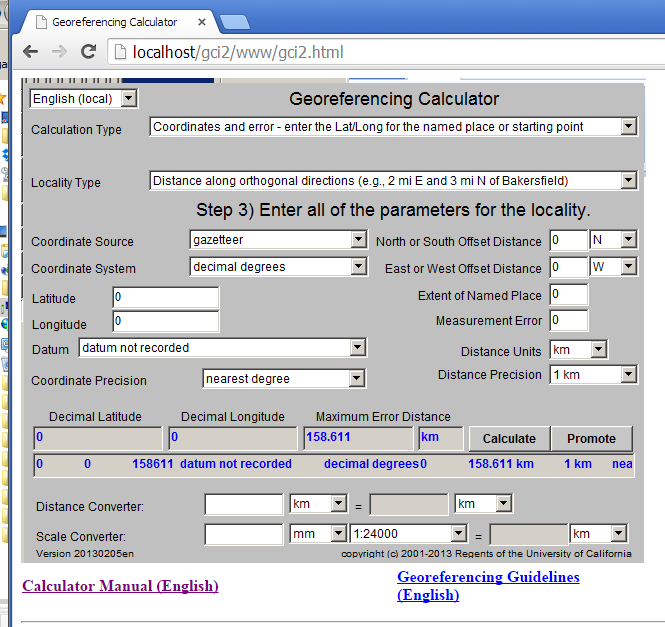 Georeferencing Calculator
localhost/gci2/www/gci2.html
English (local) Georeferencing Calculator
Calculation Type Coordinates and error - enter the Lat/Long for the named place or starting point
Locality Type Distance along orthogonal directions (e.g., 2 mi E and 3 mi N of Bakersfield)
Step 3) Enter all of the parameters for the locality.
Coordinate Source gazetteer North or South Offset Distance 0 N
Coordinate System decimal degrees East or West Offset Distance 0 W
Latitude 0 Extent of Named Place 0
Longitude 0 Measurement Error 0
Datum datum not recorded Distance Units km
Coordinate Precision nearest degree Distance Precision 1 km
Decimal Latitude Decimal Longitude Maximum Error Distance
0 0 158.611 km Calculate Promote
0 0 158611 datum not recorded decimal degrees0 158.611 km 1 km nea
Distance Converter: km = km
Scale Converter: mm 1:24000 = km
Version 20130205en copyright (c) 2001-2013 Regents of the University of California
Calculator Manual (English) Georeferencing Guidelines
(English)